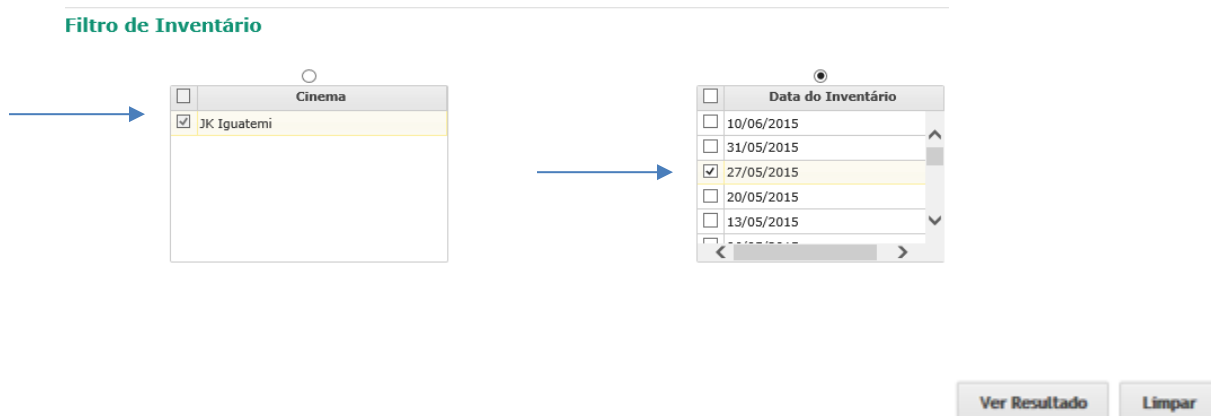 Filtro de Inventário
Cinema
JK Iguatemi
Data do Inventário
10/06/2015
31/05/2015
27/05/2015
20/05/2015
13/05/2015
Ver Resultado
Limpar